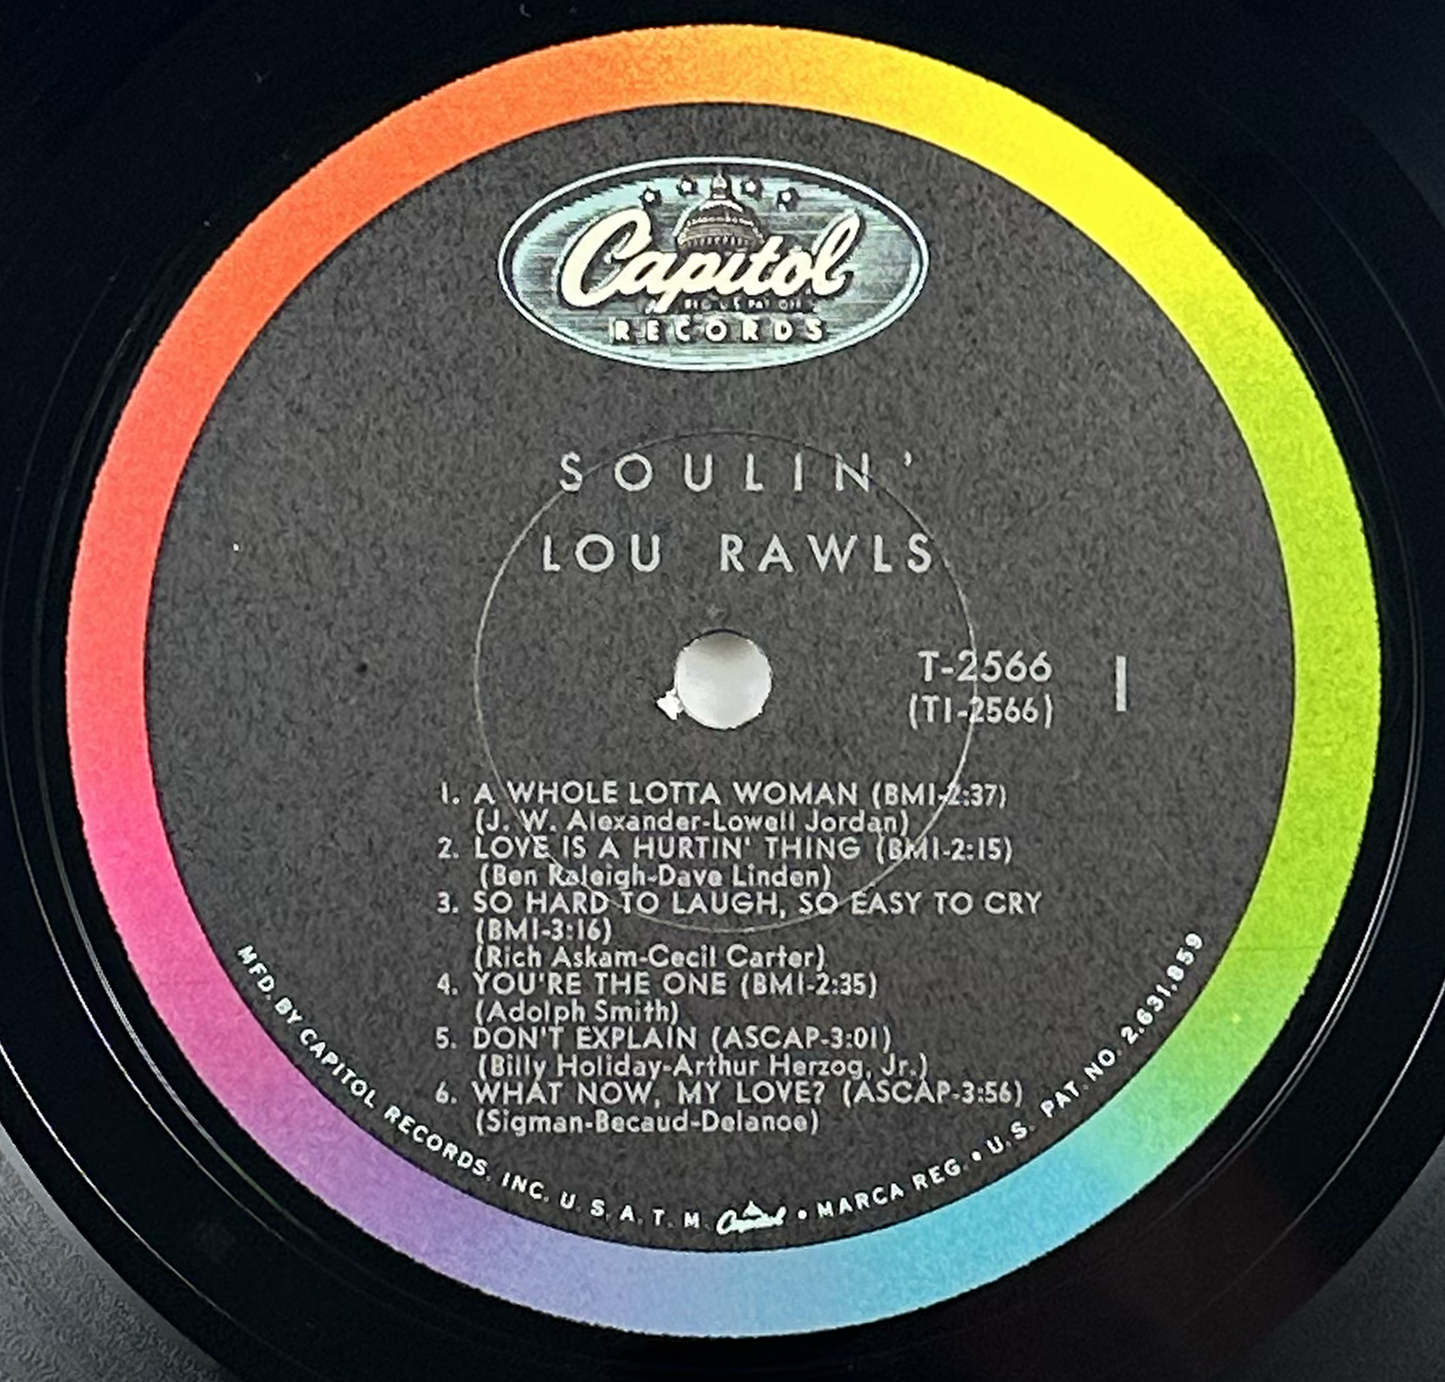 Capitol
RECORDS
SOULIN'
LOU RAWLS
T-2566
(T1-2566)
1
1. A WHOLE LOTTA WOMAN (BMI-2:37)
(J. W. Alexander-Lowell Jordan)
2. LOVE IS A HURTIN' THING (BMI-2:15)
(Ben Raleigh-Dave Linden)
3. SO HARD TO LAUGH, SO EASY TO CRY
(BMI-3:16)
(Rich Askam-Cecil Carter)
4. YOU'RE THE ONE (BMI-2:35)
(Adolph Smith)
5. DON'T EXPLAIN (ASCAP-3:01)
(Billy Holiday-Arthur Herzog, Jr.)
6. WHAT NOW, MY LOVE? (ASCAP-3:56)
(Sigman-Becaud-Delanoe)
MFD. BY CAPITOL RECORDS, INC. U. S. A. T. M. Capitol • MARCA REG. • U.S. PAT. NO. 2,631,859